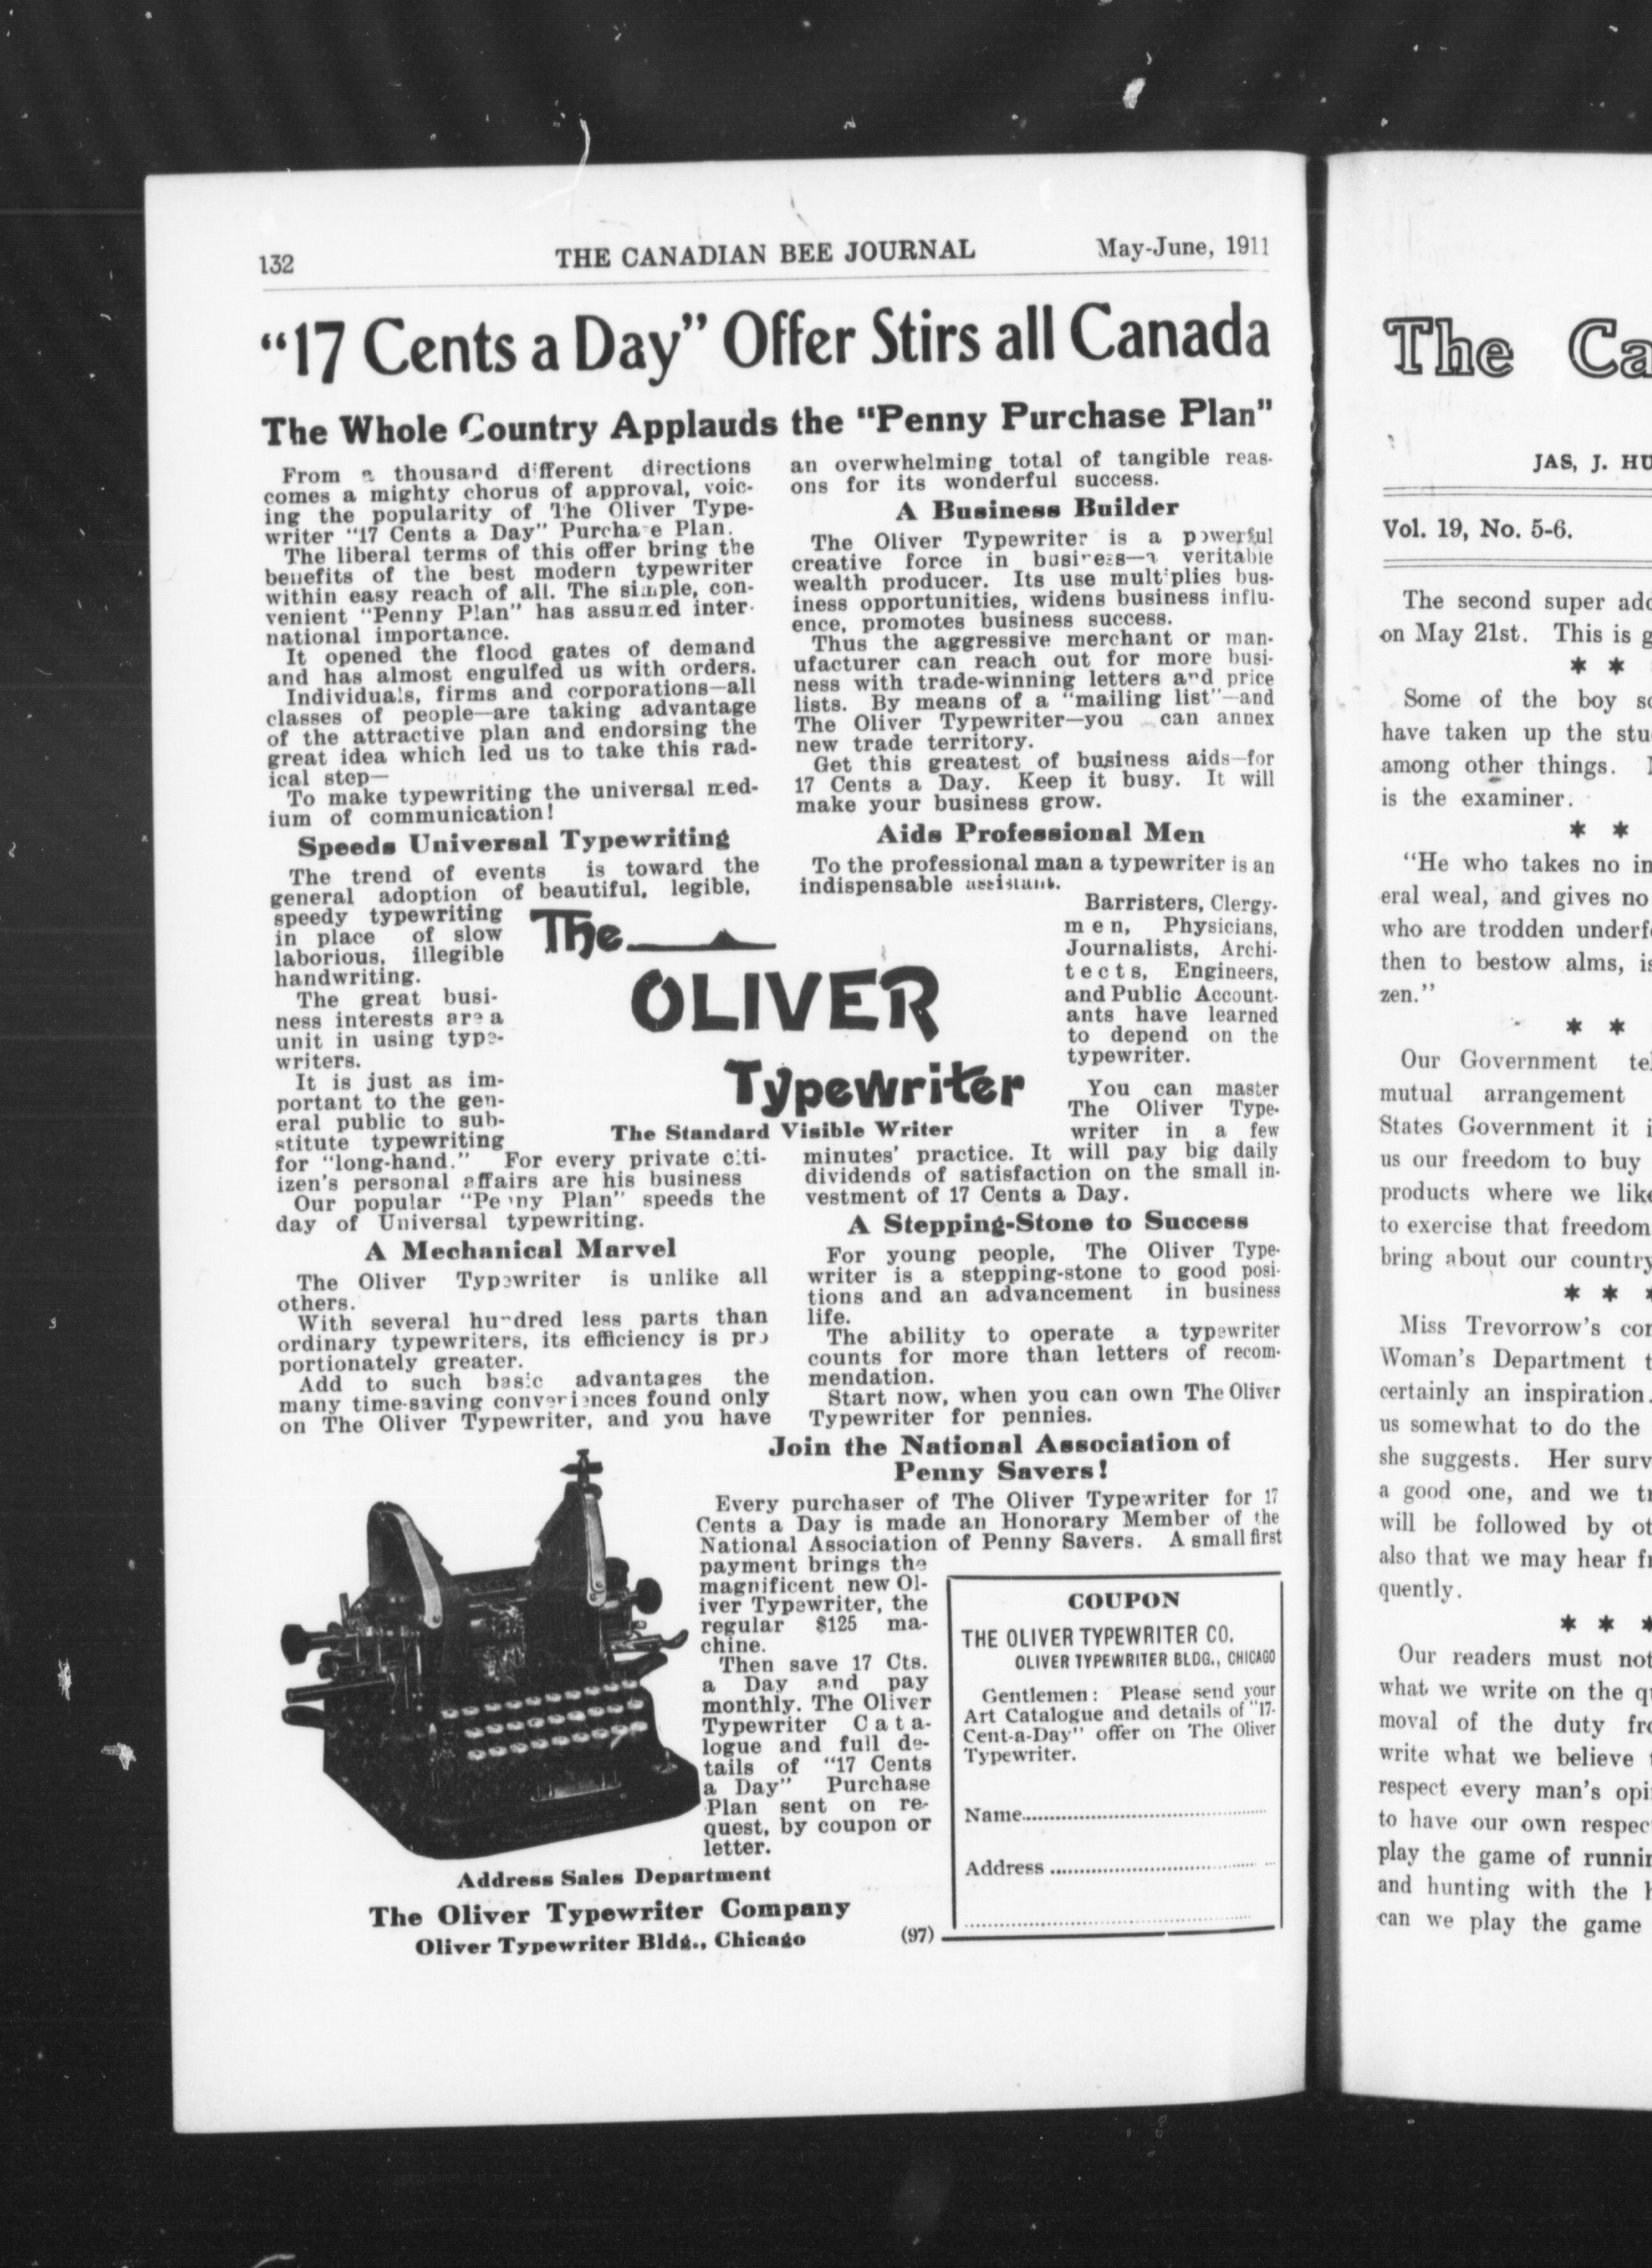 132
THE CANADIAN BEE JOURNAL
May-June, 1911
“17 Cents a Day” Offer Stirs all Canada
The Whole Country Applauds the “Penny Purchase Plan”
From a thousand different directions
comes a mighty chorus of approval, voic-
ing the popularity of The Oliver Type-
writer “17 Cents a Day” Purchase Plan.
The liberal terms of this offer bring the
benefits of the best modern typewriter
within easy reach of all. The simple, con-
venient “Penny Plan” has assumed inter-
national importance.
It opened the flood gates of demand
and has almost engulfed us with orders.
Individuals, firms and corporations—all
classes of people—are taking advantage
of the attractive plan and endorsing the
great idea which led us to take this rad-
ical step—
To make typewriting the universal med-
ium of communication!
Speeds Universal Typewriting
The trend of events is toward the
general adoption of beautiful, legible,
speedy typewriting
in place of slow
laborious, illegible
handwriting.
The great busi-
ness interests are a
unit in using type-
writers.
It is just as im-
portant to the gen-
eral public to sub-
stitute typewriting
for “long-hand.” For every private citi-
izen's personal affairs are his business
Our popular “Penny Plan” speeds the
day of Universal typewriting.
A Mechanical Marvel
The Oliver Typewriter is unlike all
others.
With several hundred less parts than
ordinary typewriters, its efficiency is pro
portionately greater.
Add to such basic advantages the
many time-saving conveniences found only
on The Oliver Typewriter, and you have
an overwhelming total of tangible reas-
ons for its wonderful success.
A Business Builder
The Oliver Typewriter is a powerful
creative force in business—a veritable
wealth producer. Its use multiplies bus-
iness opportunities, widens business influ-
ence, promotes business success.
Thus the aggressive merchant or man-
ufacturer can reach out for more busi-
ness with trade-winning letters and price
lists. By means of a “mailing list”—and
The Oliver Typewriter—you can annex
new trade territory.
Get this greatest of business aids—for
17 Cents a Day. Keep it busy. It will
make your business grow.
Aids Professional Men
To the professional man a typewriter is an
indispensable assistant.
Barristers, Clergy-
men, Physicians,
Journalists, Archi-
tects, Engineers,
and Public Account-
ants have learned
to depend on the
typewriter.
You can master
The Oliver Type-
writer in a few
minutes' practice. It will pay big daily
dividends of satisfaction on the small in-
vestment of 17 Cents a Day.
A Stepping-Stone to Success
For young people, The Oliver Type-
writer is a stepping-stone to good posi-
tions and an advancement in business
life.
The ability to operate a typewriter
counts for more than letters of recom-
mendation.
Start now, when you can own The Oliver
Typewriter for pennies.
The
OLIVER
Typewriter
The Standard Visible Writer
Join the National Association of
Penny Savers!
Every purchaser of The Oliver Typewriter for 17
Cents a Day is made an Honorary Member of the
National Association of Penny Savers. A small first
payment brings the
magnificent new Ol-
iver Typewriter, the
regular $125 ma-
chine.
Then save 17 Cts.
a Day and pay
monthly. The Oliver
Typewriter Cata-
logue and full de-
tails of “17 Cents
a Day” Purchase
Plan sent on re-
quest, by coupon or
letter.
Address Sales Department
The Oliver Typewriter Company
Oliver Typewriter Bldg., Chicago
(97)
COUPON
THE OLIVER TYPEWRITER CO.
OLIVER TYPEWRITER BLDG., CHICAGO
Gentlemen: Please send your
Art Catalogue and details of “17-
Cent-a-Day” offer on The Oliver
Typewriter.
Name
Address
The Ca
JAS, J. HU
Vol. 19, No. 5-6.
The second super add
on May 21st. This is g
* *
Some of the boy sc
have taken up the stu
among other things.
is the examiner.
* *
“He who takes no in
eral weal, and gives no
who are trodden underf
then to bestow alms, is
zen.”
* *
Our Government tel
mutual arrangement
States Government it i
us our freedom to buy
products where we like
to exercise that freedom
bring about our country
* * *
Miss Trevorrow's con
Woman's Department t
certainly an inspiration.
us somewhat to do the
she suggests. Her surv
a good one, and we tr
will be followed by ot
also that we may hear fr
quently.
* * *
Our readers must not
what we write on the qu
moval of the duty fro
write what we believe t
respect every man's opi
to have our own respec
play the game of runnin
and hunting with the h
can we play the game